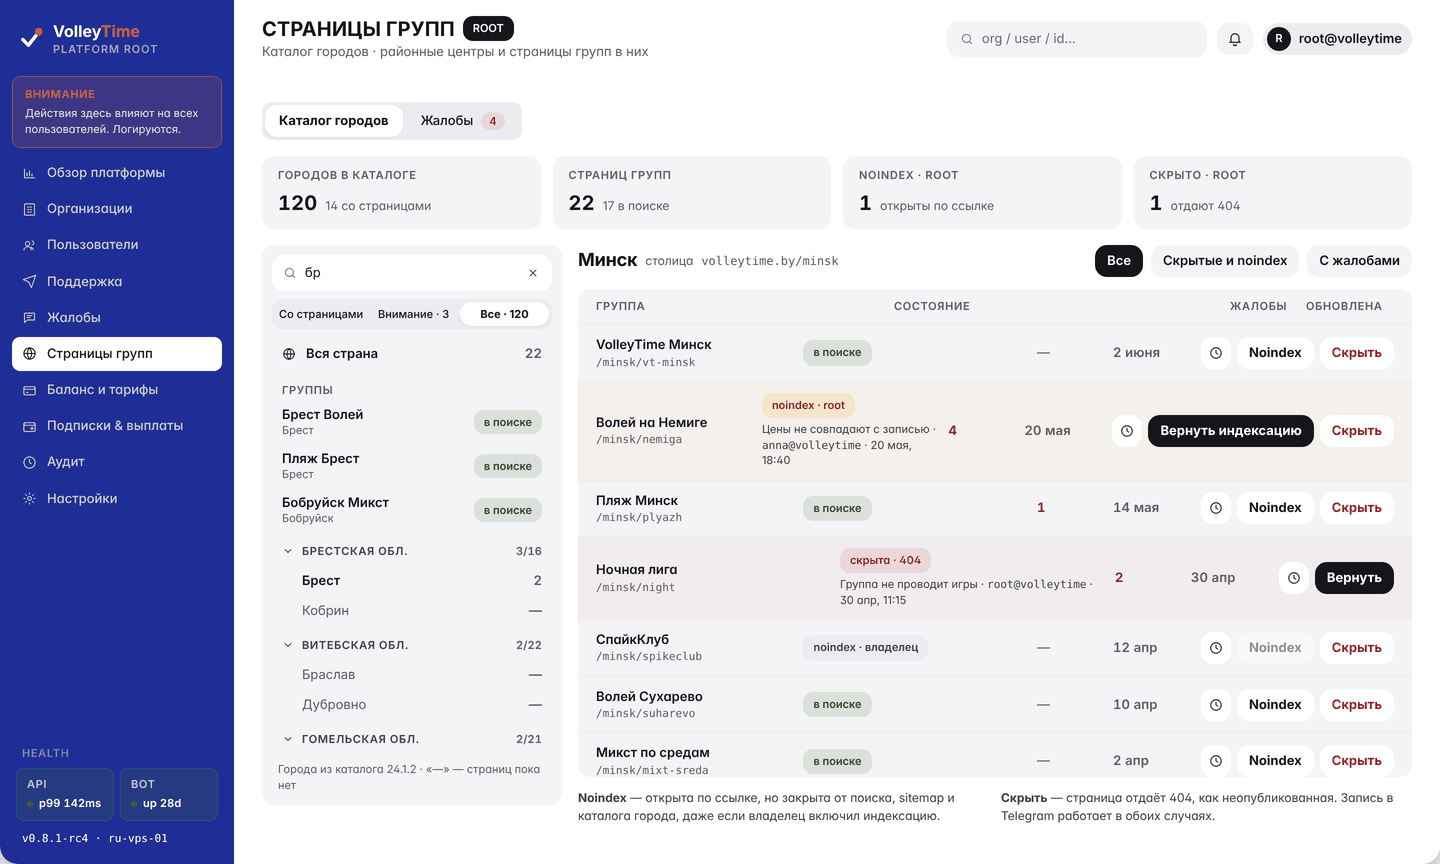 VolleyTime
PLATFORM ROOT
ВНИМАНИЕ
Действия здесь влияют на всех
пользователей. Логируются.
Обзор платформы
Организации
Пользователи
Поддержка
Жалобы
Страницы групп
Баланс и тарифы
Подписки & выплаты
Аудит
Настройки
HEALTH
API
p99 142ms
BOT
up 28d
v0.8.1-rc4 · ru-vps-01
СТРАНИЦЫ ГРУПП ROOT
Каталог городов · районные центры и страницы групп в них
org / user / id...
R root@volleytime
Каталог городов
Жалобы 4
ГОРОДОВ В КАТАЛОГЕ
120 14 со страницами
СТРАНИЦ ГРУПП
22 17 в поиске
NOINDEX · ROOT
1 открыты по ссылке
СКРЫТО · ROOT
1 отдают 404
бр
Со страницами Внимание · 3 Все · 120
Вся страна 22
ГРУППЫ
Брест Волей
Брест
в поиске
Пляж Брест
Брест
в поиске
Бобруйск Микст
Бобруйск
в поиске
БРЕСТСКАЯ ОБЛ. 3/16
Брест 2
Кобрин —
ВИТЕБСКАЯ ОБЛ. 2/22
Браслав —
Дубровно —
ГОМЕЛЬСКАЯ ОБЛ. 2/21
Города из каталога 24.1.2 · «—» — страниц пока
нет
Минск столица volleytime.by/minsk
Все Скрытые и noindex С жалобами
ГРУППА СОСТОЯНИЕ ЖАЛОБЫ ОБНОВЛЕНА
VolleyTime Минск
/minsk/vt-minsk
в поиске — 2 июня Noindex Скрыть
Волей на Немиге
/minsk/nemiga
noindex · root
Цены не совпадают с записью ·
anna@volleytime · 20 мая,
18:40
4 20 мая Вернуть индексацию Скрыть
Пляж Минск
/minsk/plyazh
в поиске 1 14 мая Noindex Скрыть
Ночная лига
/minsk/night
скрыта · 404
Группа не проводит игры · root@volleytime ·
30 апр, 11:15
2 30 апр Вернуть
СпайкКлуб
/minsk/spikeclub
noindex · владелец — 12 апр Noindex Скрыть
Волей Сухарево
/minsk/suharevo
в поиске — 10 апр Noindex Скрыть
Микст по средам
/minsk/mixt-sreda
в поиске — 2 апр Noindex Скрыть
Noindex — открыта по ссылке, но закрыта от поиска, sitemap и
каталога города, даже если владелец включил индексацию.
Скрыть — страница отдаёт 404, как неопубликованная. Запись в
Telegram работает в обоих случаях.